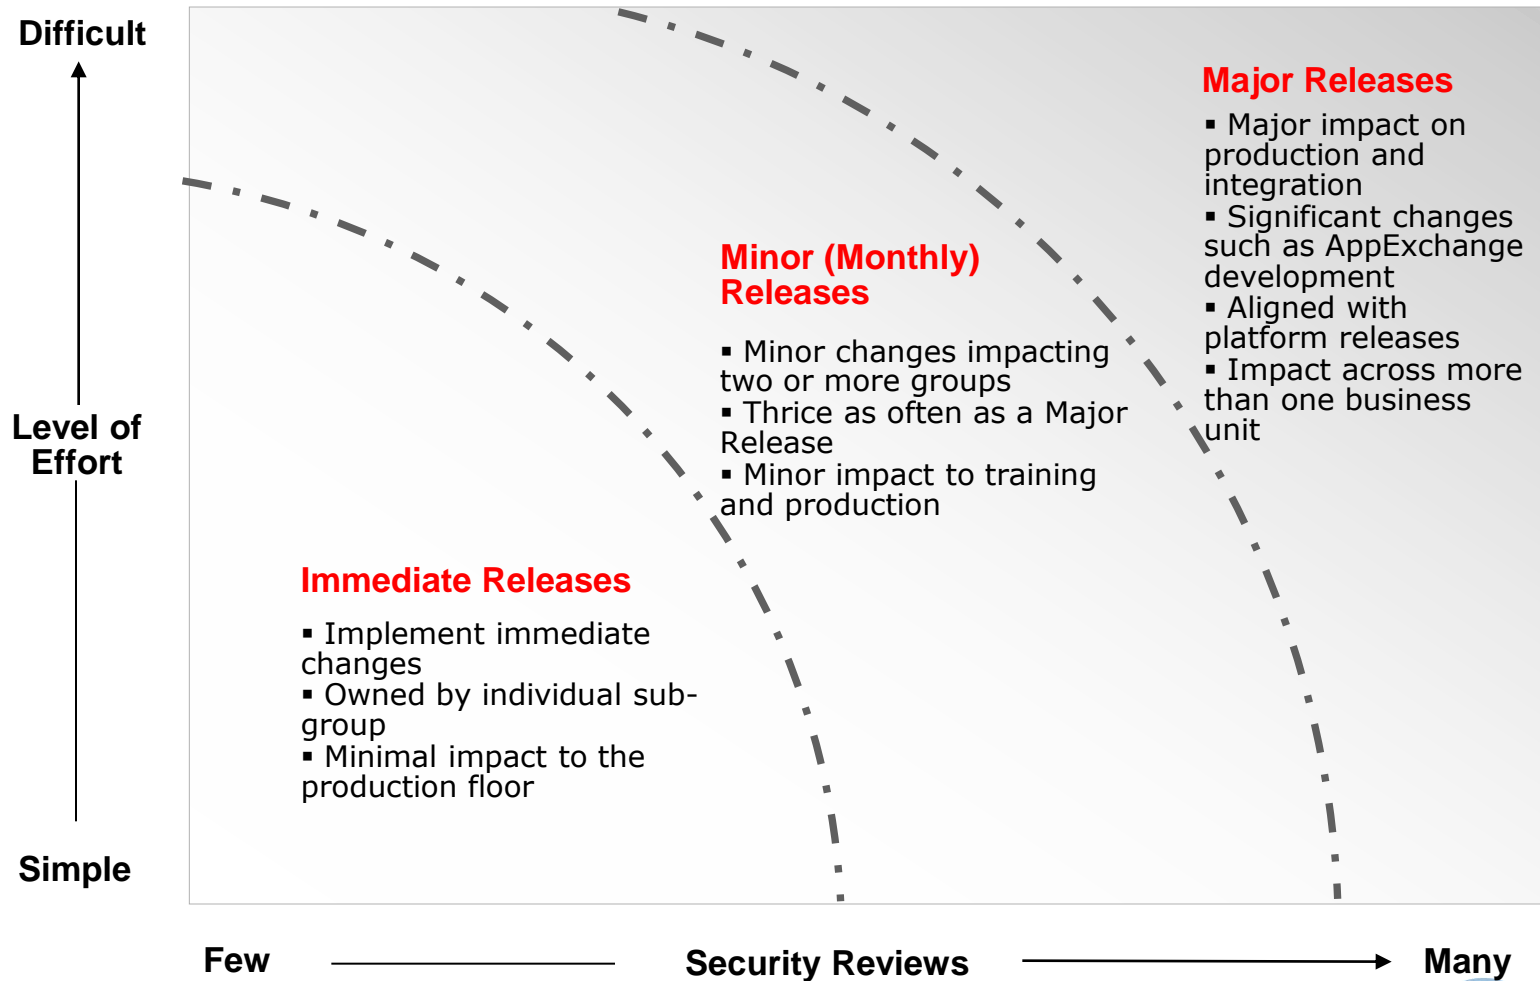 Difficult
Level of
Effort
Simple
Major Releases
▪ Major impact on
production and
integration
▪ Significant changes
such as AppExchange
development
▪ Aligned with
platform releases
▪ Impact across more
than one business
unit
Minor (Monthly)
Releases
▪ Minor changes impacting
two or more groups
▪ Thrice as often as a Major
Release
▪ Minor impact to training
and production
Immediate Releases
▪ Implement immediate
changes
▪ Owned by individual sub-
group
▪ Minimal impact to the
production floor
Few
Security Reviews
Many